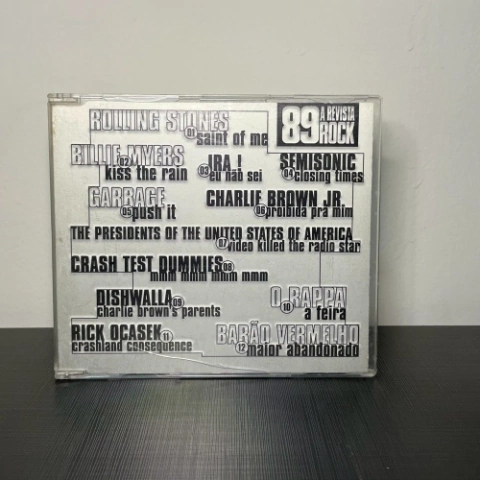 ROLLING STONES
01 saint of me
89 A REVISTA ROCK
BILLIE MYERS
02 kiss the rain
IRA !
03 eu não sei
SEMISONIC
04 closing times
GARBAGE
05 push it
CHARLIE BROWN JR.
06 proibida pra mim
THE PRESIDENTS OF THE UNITED STATES OF AMERICA
07 video killed the radio star
CRASH TEST DUMMIES 08
mmm mmm mmm mmm
DISHWALLA 09
charlie brown's parents
O RAPPA
10 a feira
RICK OCASEK 11
crashland consequence
BARÃO VERMELHO
12 maior abandonado